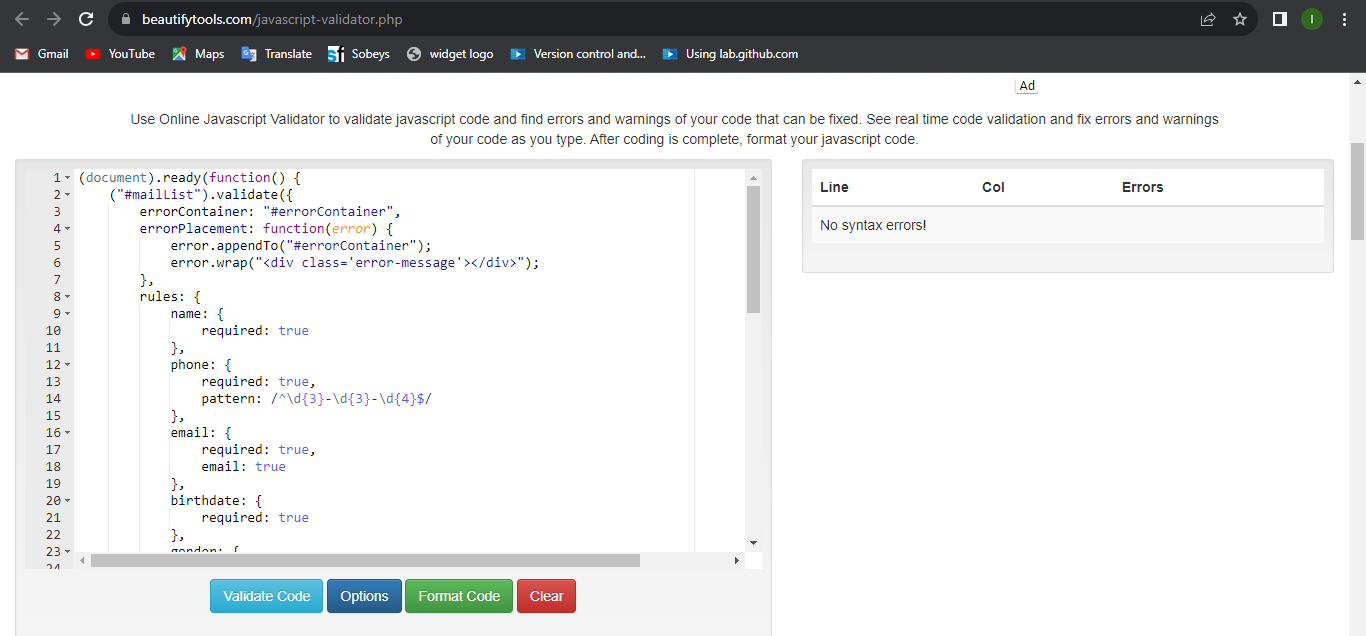 beautifytools.com/javascript-validator.php
I
Gmail YouTube Maps Translate Sobeys widget logo Version control and... Using lab.github.com
Ad
Use Online Javascript Validator to validate javascript code and find errors and warnings of your code that can be fixed. See real time code validation and fix errors and warnings
of your code as you type. After coding is complete, format your javascript code.
1 (document).ready(function() {
2 ("#mailList").validate({
3 errorContainer: "#errorContainer",
4 errorPlacement: function(error) {
5 error.appendTo("#errorContainer");
6 error.wrap("<div class='error-message'></div>");
7 },
8 rules: {
9 name: {
10 required: true
11 },
12 phone: {
13 required: true,
14 pattern: /^\d{3}-\d{3}-\d{4}$/
15 },
16 email: {
17 required: true,
18 email: true
19 },
20 birthdate: {
21 required: true
22 },
23 gender: {
24
Validate Code Options Format Code Clear
Line Col Errors
No syntax errors!